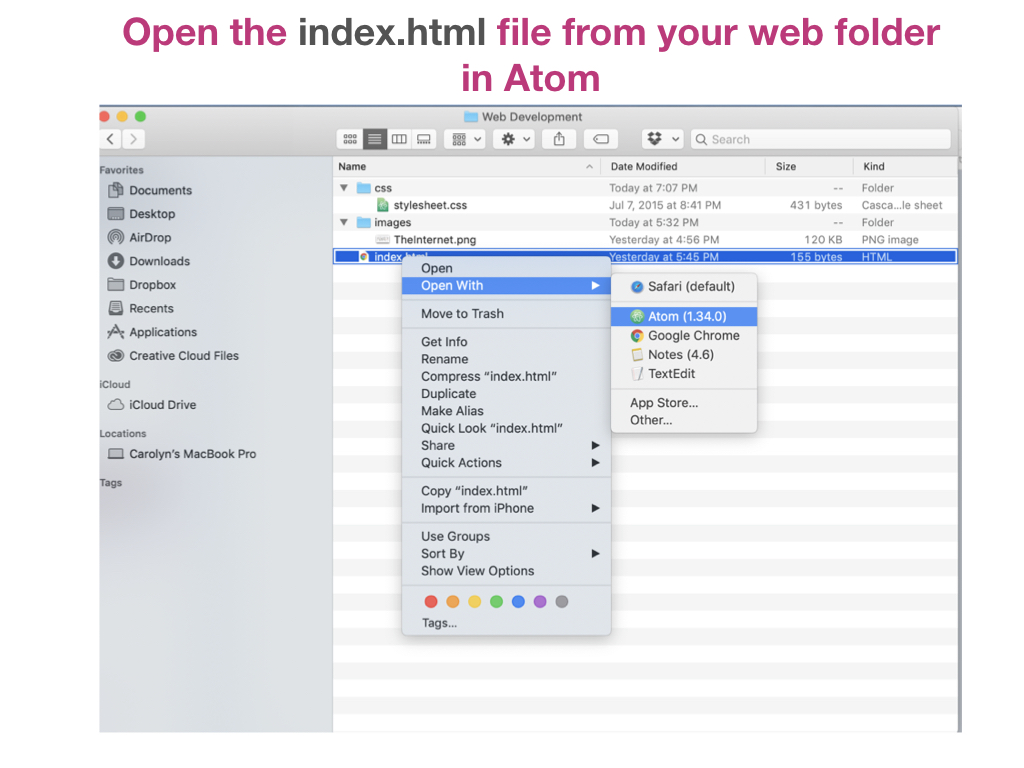 Open the index.html file from your web folder
in Atom
Web Development
Search
Favorites
Documents
Desktop
AirDrop
Downloads
Dropbox
Recents
Applications
Creative Cloud Files
iCloud
iCloud Drive
Locations
Carolyn’s MacBook Pro
Tags
Name Date Modified Size Kind
css Today at 7:07 PM -- Folder
stylesheet.css Jul 7, 2015 at 8:41 PM 431 bytes Casca...le sheet
images Today at 5:32 PM -- Folder
TheInternet.png Yesterday at 4:56 PM 120 KB PNG image
index.html Yesterday at 5:45 PM 155 bytes HTML
Open
Open With
Move to Trash
Get Info
Rename
Compress “index.html”
Duplicate
Make Alias
Quick Look “index.html”
Share
Quick Actions
Copy “index.html”
Import from iPhone
Use Groups
Sort By
Show View Options
Tags...
Safari (default)
Atom (1.34.0)
Google Chrome
Notes (4.6)
TextEdit
App Store...
Other...